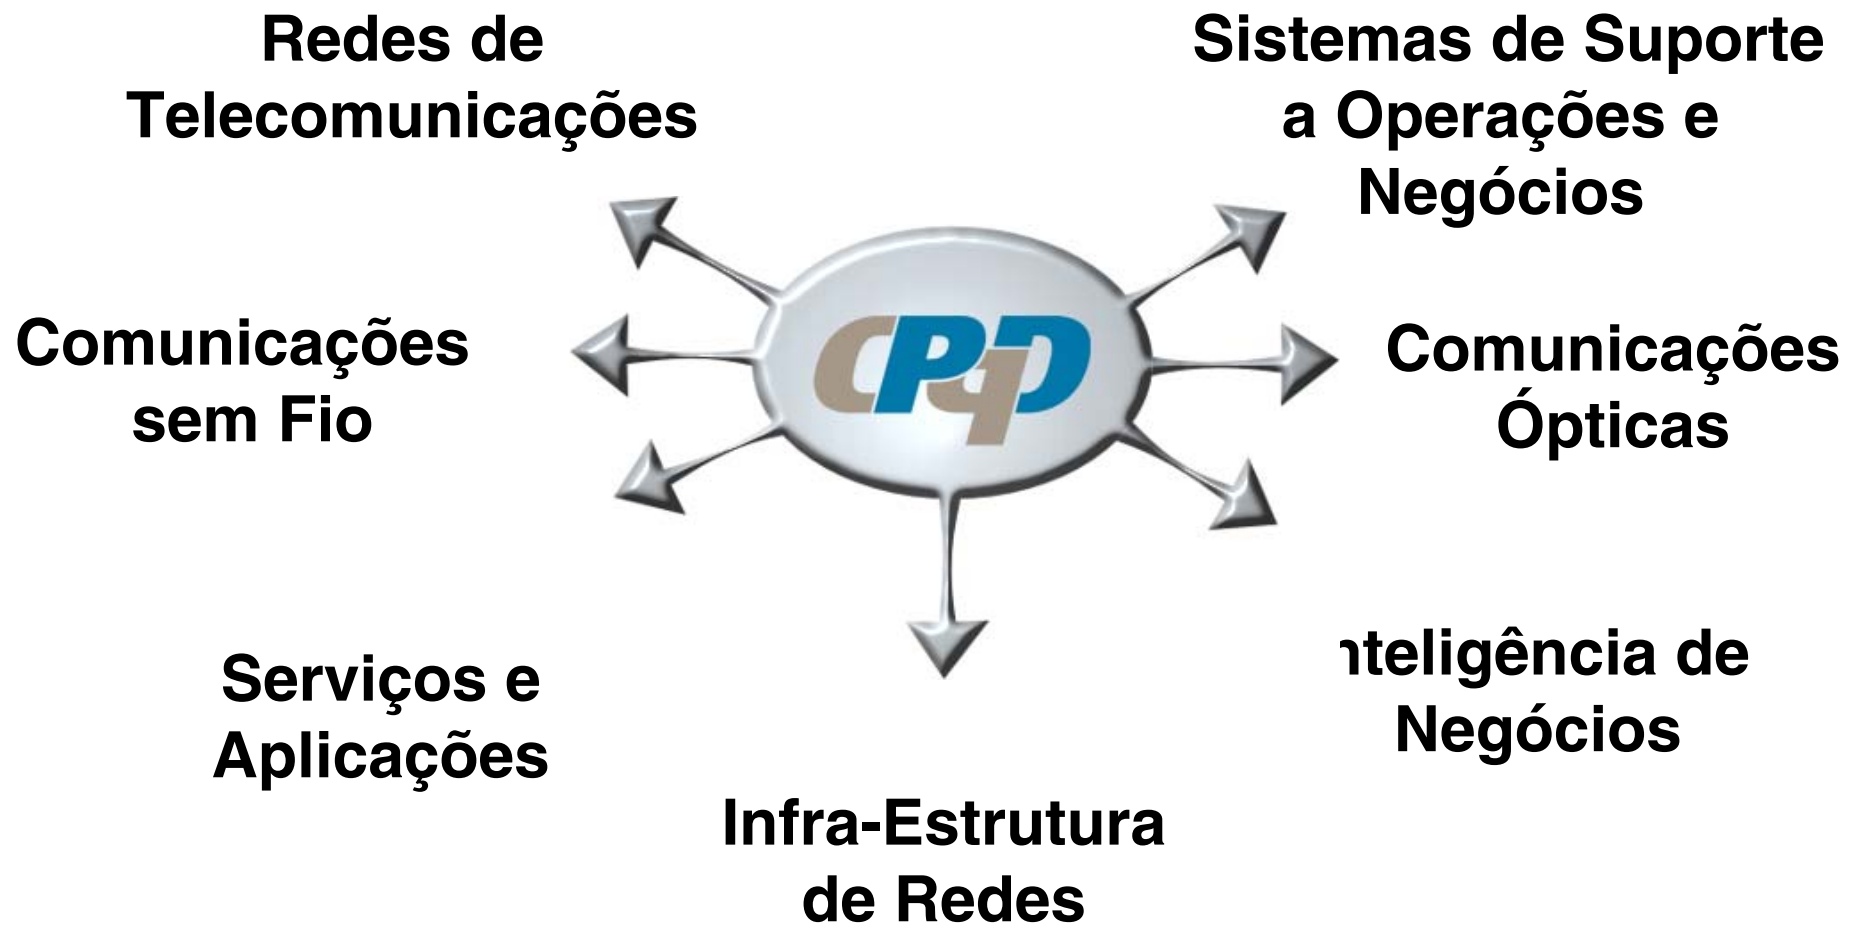 Redes de
Telecomunicações
Sistemas de Suporte
a Operações e
Negócios
Comunicações
sem Fio
CPqD
Comunicações
Ópticas
Serviços e
Aplicações
nteligência de
Negócios
Infra-Estrutura
de Redes